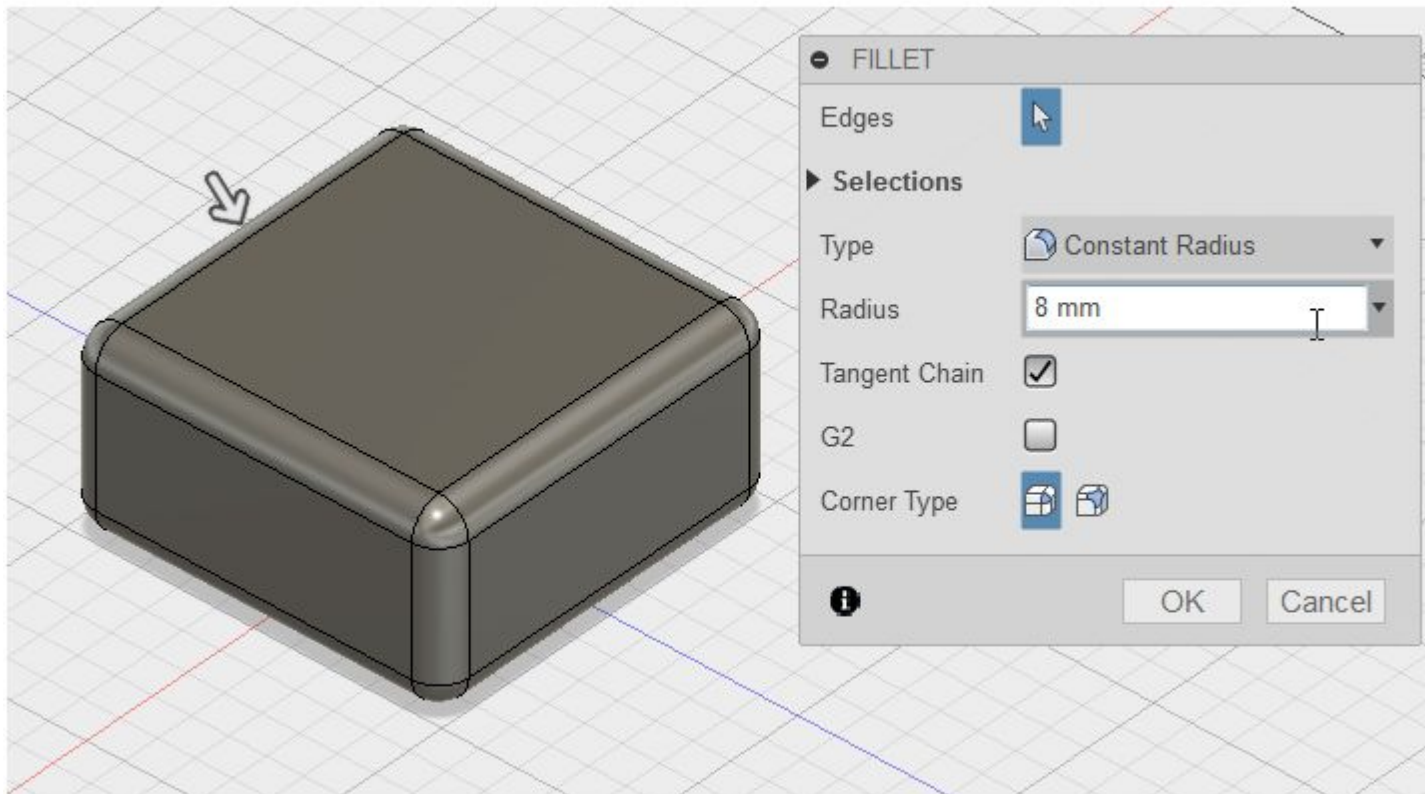 FILLET
Edges
Selections
Type Constant Radius
Radius 8 mm
Tangent Chain
G2
Corner Type
OK Cancel